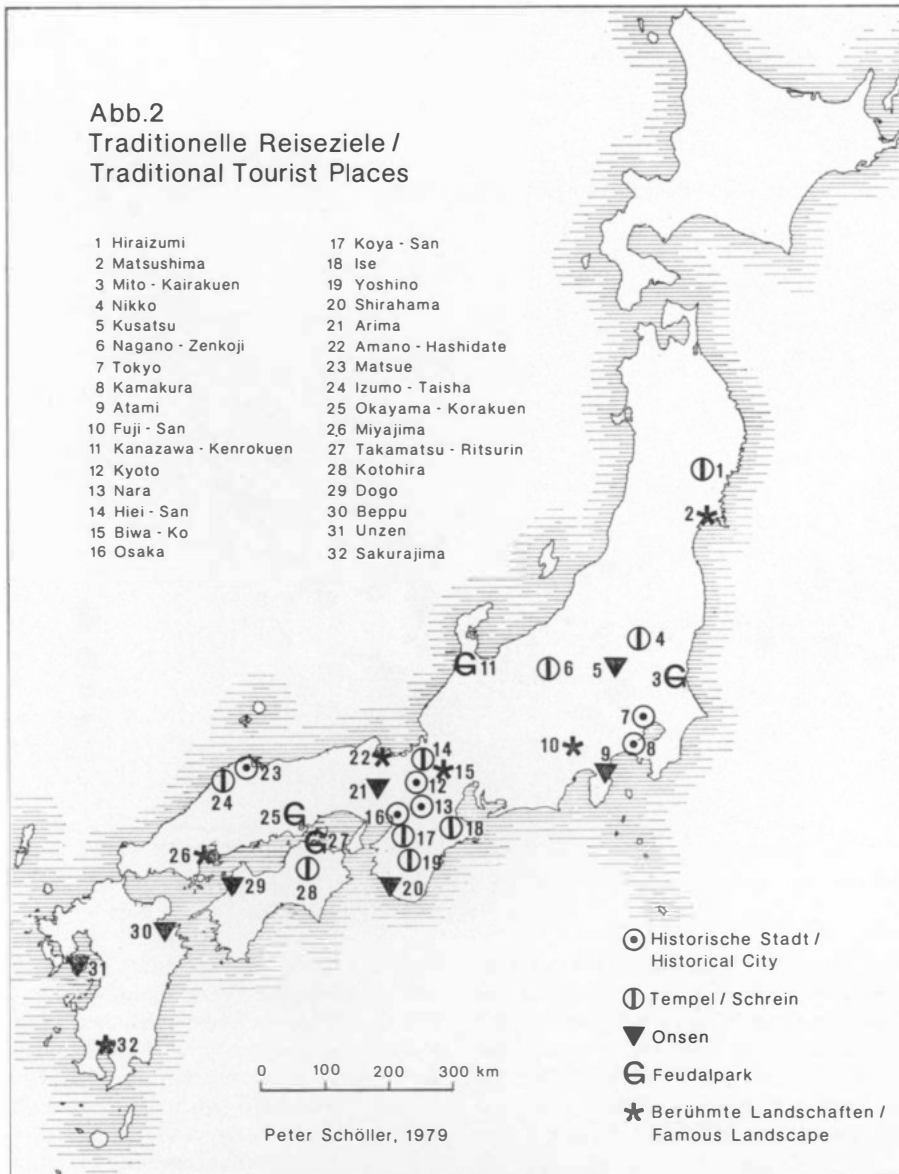 Abb.2
Traditionelle Reiseziele /
Traditional Tourist Places
1 Hiraizumi
2 Matsushima
3 Mito - Kairakuen
4 Nikko
5 Kusatsu
6 Nagano - Zenkoji
7 Tokyo
8 Kamakura
9 Atami
10 Fuji - San
11 Kanazawa - Kenrokuen
12 Kyoto
13 Nara
14 Hiei - San
15 Biwa - Ko
16 Osaka
17 Koya - San
18 Ise
19 Yoshino
20 Shirahama
21 Arima
22 Amano - Hashidate
23 Matsue
24 Izumo - Taisha
25 Okayama - Korakuen
26 Miyajima
27 Takamatsu - Ritsurin
28 Kotohira
29 Dogo
30 Beppu
31 Unzen
32 Sakurajima
1
2
4
11
6
5
3
7
10
8
9
14
22
15
23
12
24
21
13
25
16
18
27
17
26
19
28
29
20
30
31
32
Historische Stadt /
Historical City
Tempel / Schrein
Onsen
Feudalpark
Berühmte Landschaften /
Famous Landscape
0 100 200 300 km
Peter Schöller, 1979